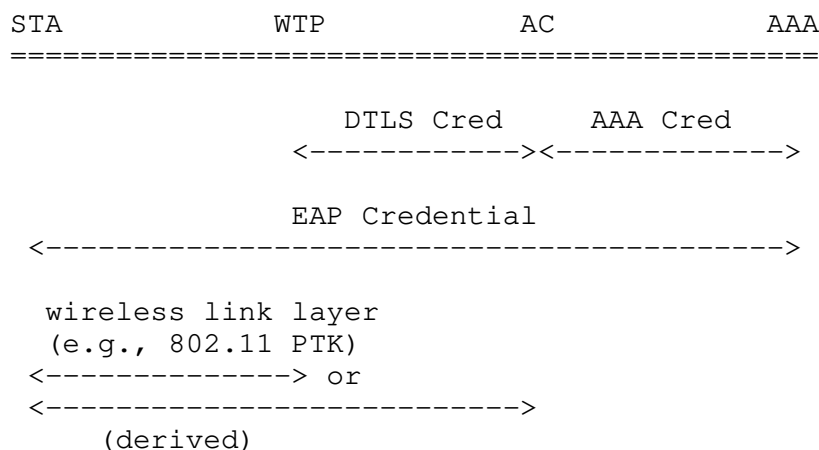 STA WTP AC AAA
==============================================
DTLS Cred AAA Cred
<------------><------------->
EAP Credential
<------------------------------------------>
wireless link layer
(e.g., 802.11 PTK)
<--------------> or
<--------------------------->
(derived)